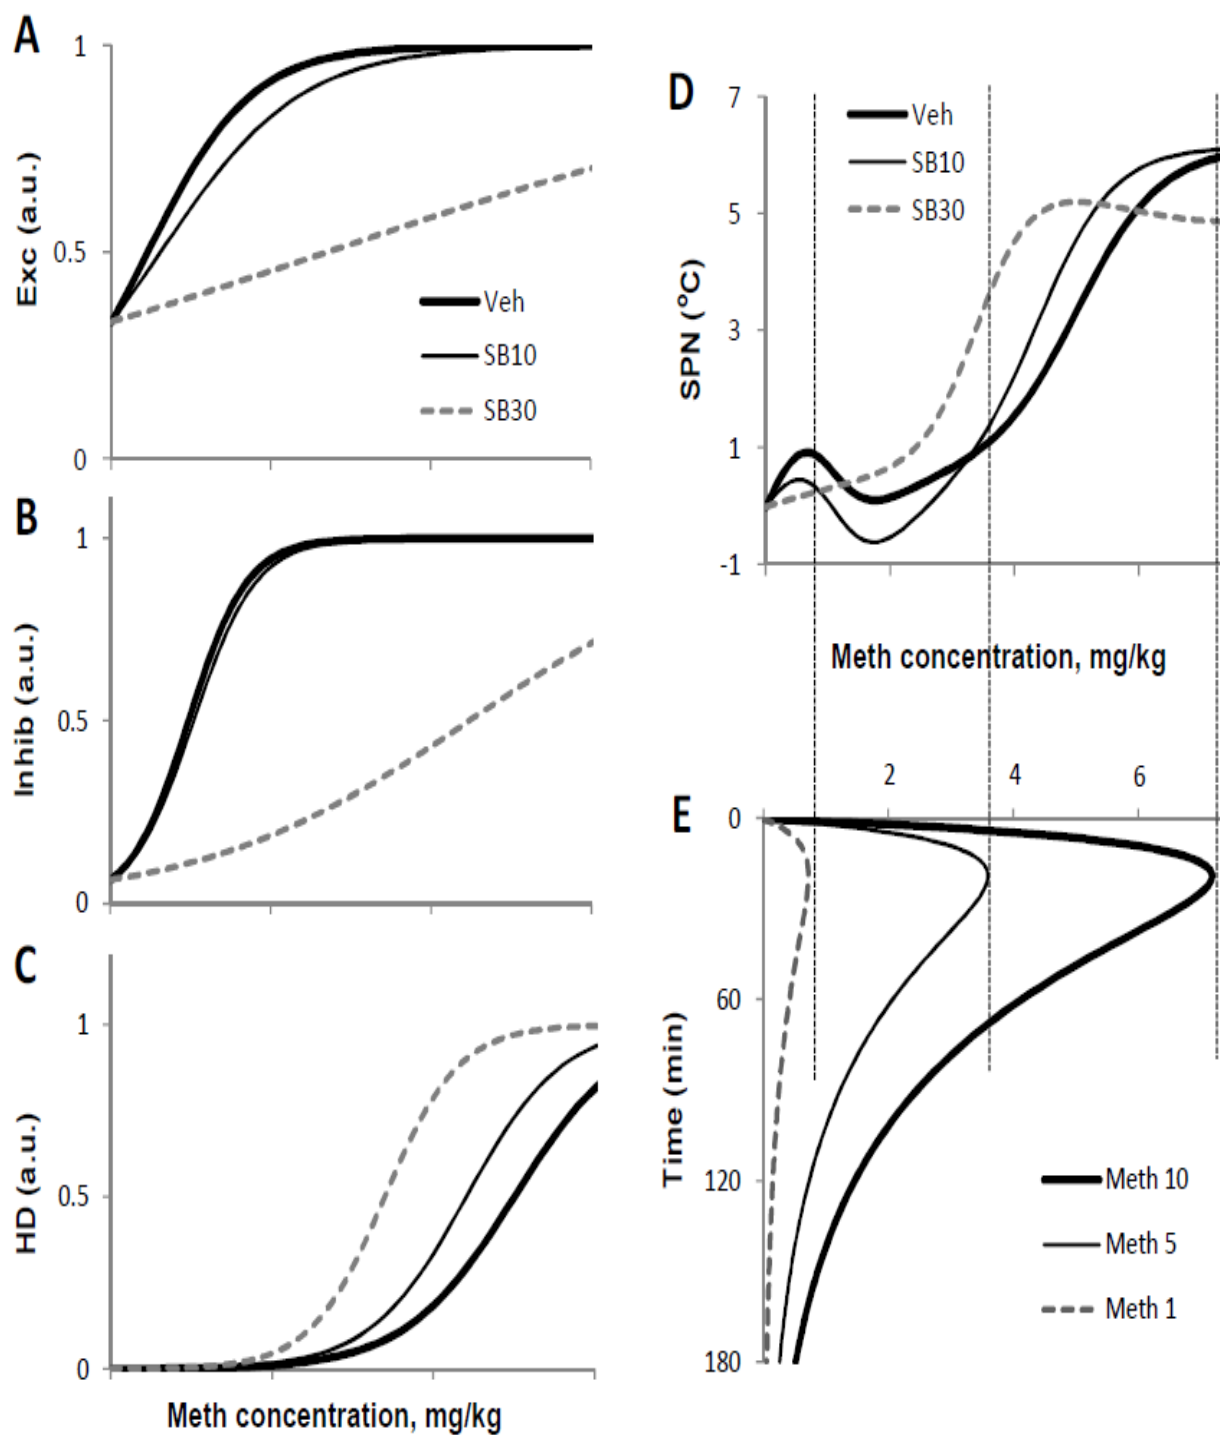 A
1
0.5
0
Exc (a.u.)
Veh
SB10
SB30
B
1
0.5
0
Inhib (a.u.)
C
1
0.5
0
HD (a.u.)
Meth concentration, mg/kg
D
7
5
3
1
-1
SPN (°C)
Veh
SB10
SB30
Meth concentration, mg/kg
2 4 6
E
0
60
120
180
Time (min)
Meth 10
Meth 5
Meth 1